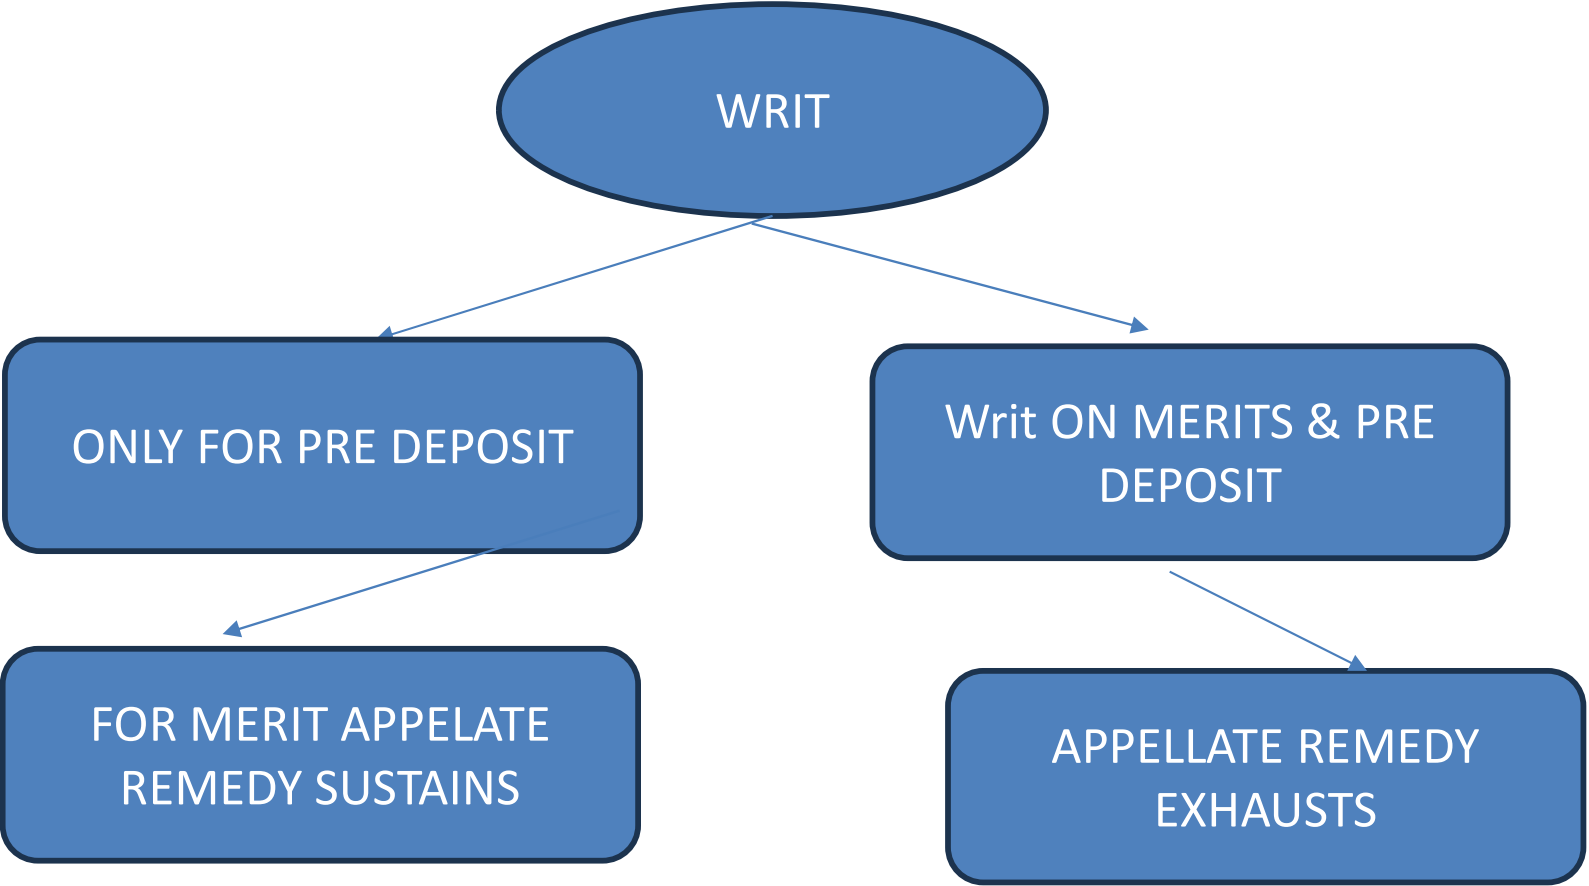 WRIT
ONLY FOR PRE DEPOSIT
Writ ON MERITS & PRE
DEPOSIT
FOR MERIT APPELATE
REMEDY SUSTAINS
APPELLATE REMEDY
EXHAUSTS